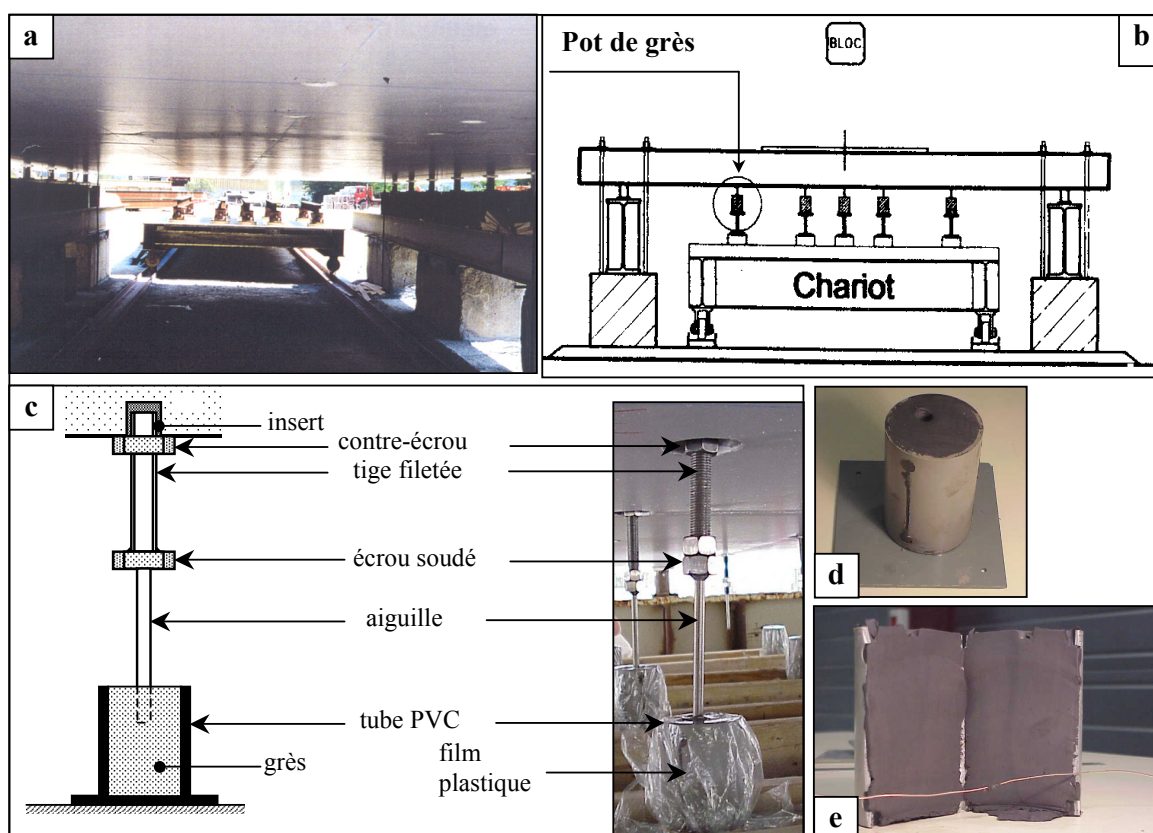 a
Pot de grès
BLOC
b
Chariot
c
insert
contre-écrou
tige filetée
écrou soudé
aiguille
tube PVC
film
plastique
grès
d
e